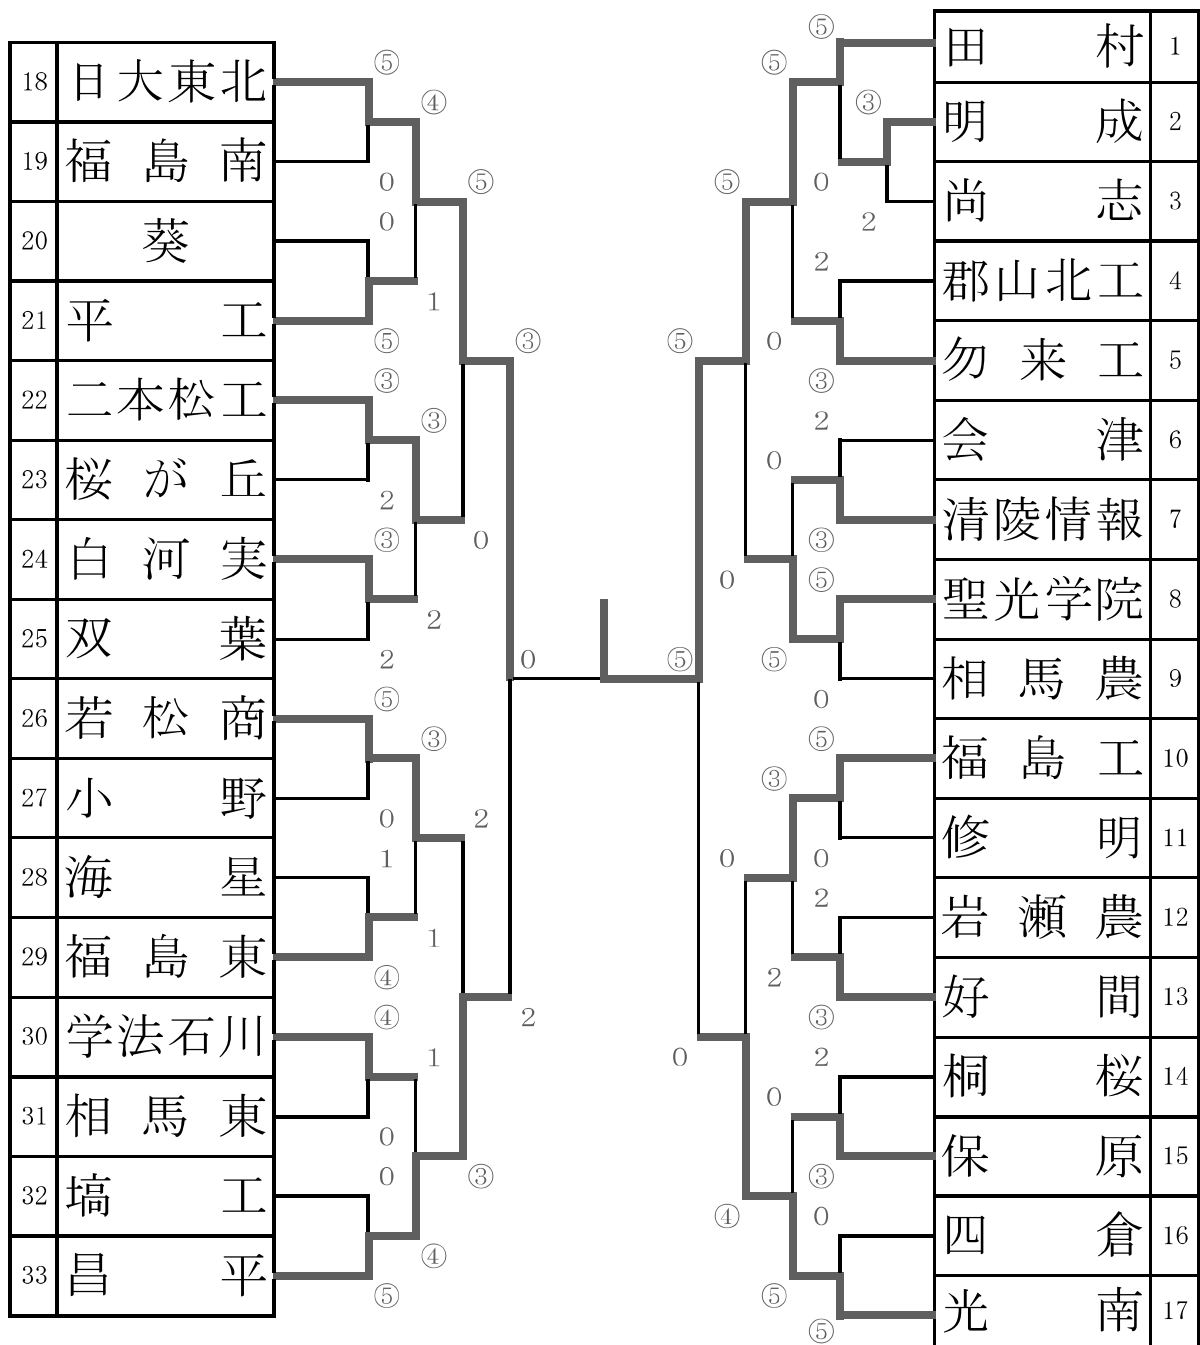 18 日大東北
19 福島南
20 葵
21 平工
22 二本松工
23 桜が丘
24 白河実
25 双葉
26 若松商
27 小野
28 海星
29 福島東
30 学法石川
31 相馬東
32 塙工
33 昌平
⑤
④
0
⑤
0
1
⑤
③
③
③
2
0
③
2
2
⑤
③
0
2
1
1
④
2
④
1
0
0
③
④
⑤
0
⑤
⑤
⑤
③
⑤
0
2
2
⑤
0
③
2
0
③
0
⑤
⑤
0
⑤
③
0
0
2
2
③
0
2
0
③
④
0
⑤
⑤
田村 1
明成 2
尚志 3
郡山北工 4
勿来工 5
会津 6
清陵情報 7
聖光学院 8
相馬農 9
福島工 10
修明 11
岩瀬農 12
好間 13
桐桜 14
保原 15
四倉 16
光南 17